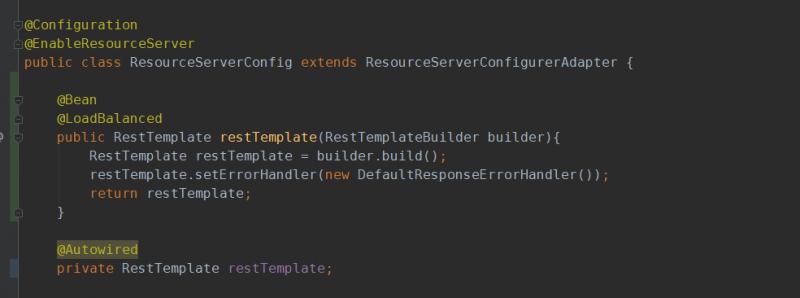 @Configuration
@EnableResourceServer
public class ResourceServerConfig extends ResourceServerConfigurerAdapter {
@Bean
@LoadBalanced
public RestTemplate restTemplate(RestTemplateBuilder builder){
RestTemplate restTemplate = builder.build();
restTemplate.setErrorHandler(new DefaultResponseErrorHandler());
return restTemplate;
}
@Autowired
private RestTemplate restTemplate;